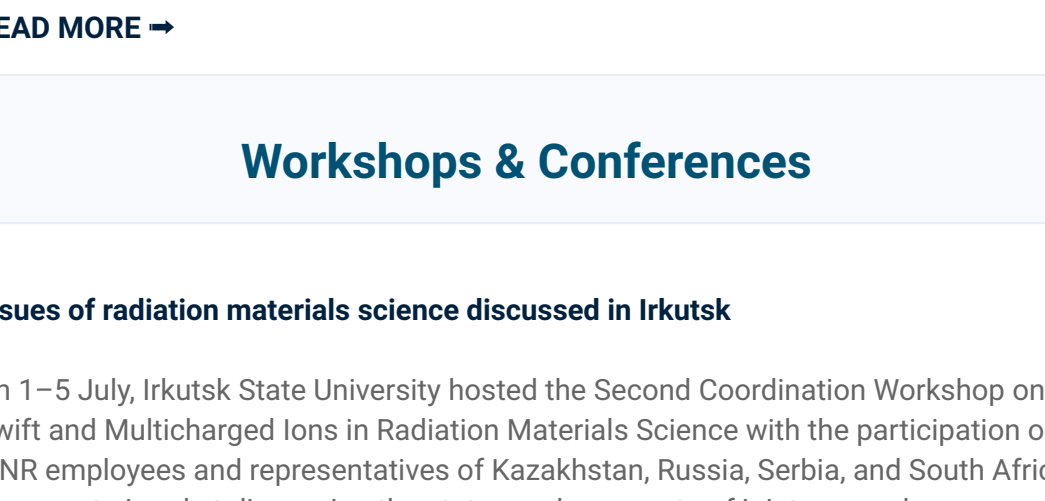 EAD MORE ➡
Workshops & Conferences
sues of radiation materials science discussed in Irkutsk
n 1–5 July, Irkutsk State University hosted the Second Coordination Workshop on
wift and Multicharged Ions in Radiation Materials Science with the participation o
NR employees and representatives of Kazakhstan, Russia, Serbia, and South Afric